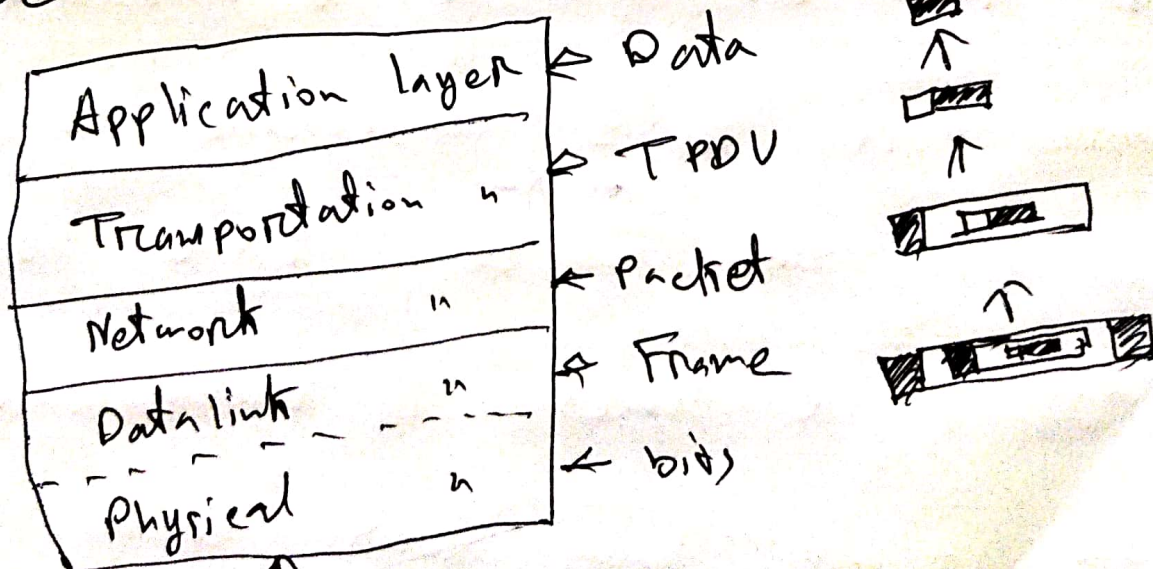 Application layer
Data
Transportation "
TPDU
Network "
Packet
Datalink "
Frame
Physical "
bits